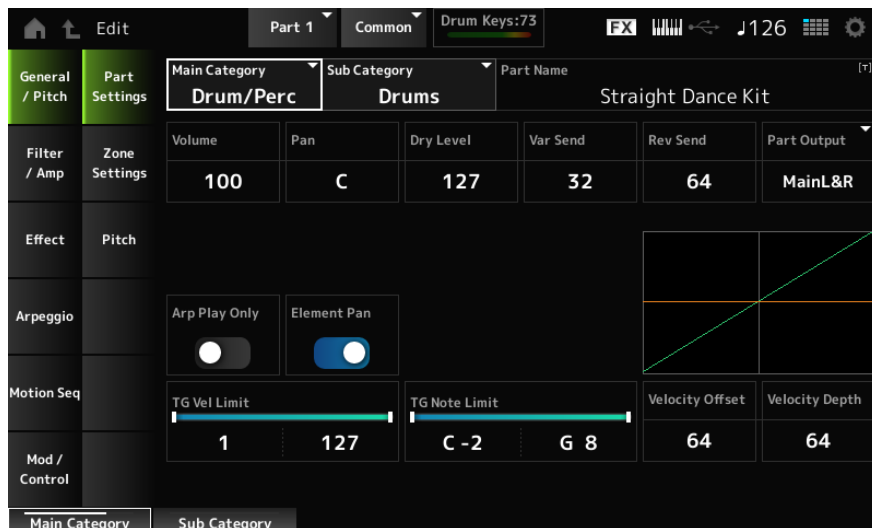 Edit
Part 1
Common
Drum Keys:73
FX
♩126
General / Pitch
Part Settings
Main Category
Drum/Perc
Sub Category
Drums
Part Name
[T]
Straight Dance Kit
Filter / Amp
Zone Settings
Volume
100
Pan
C
Dry Level
127
Var Send
32
Rev Send
64
Part Output
MainL&R
Effect
Pitch
Arpeggio
Arp Play Only
Element Pan
Motion Seq
TG Vel Limit
1
127
TG Note Limit
C -2
G 8
Velocity Offset
64
Velocity Depth
64
Mod / Control
Main Category
Sub Category